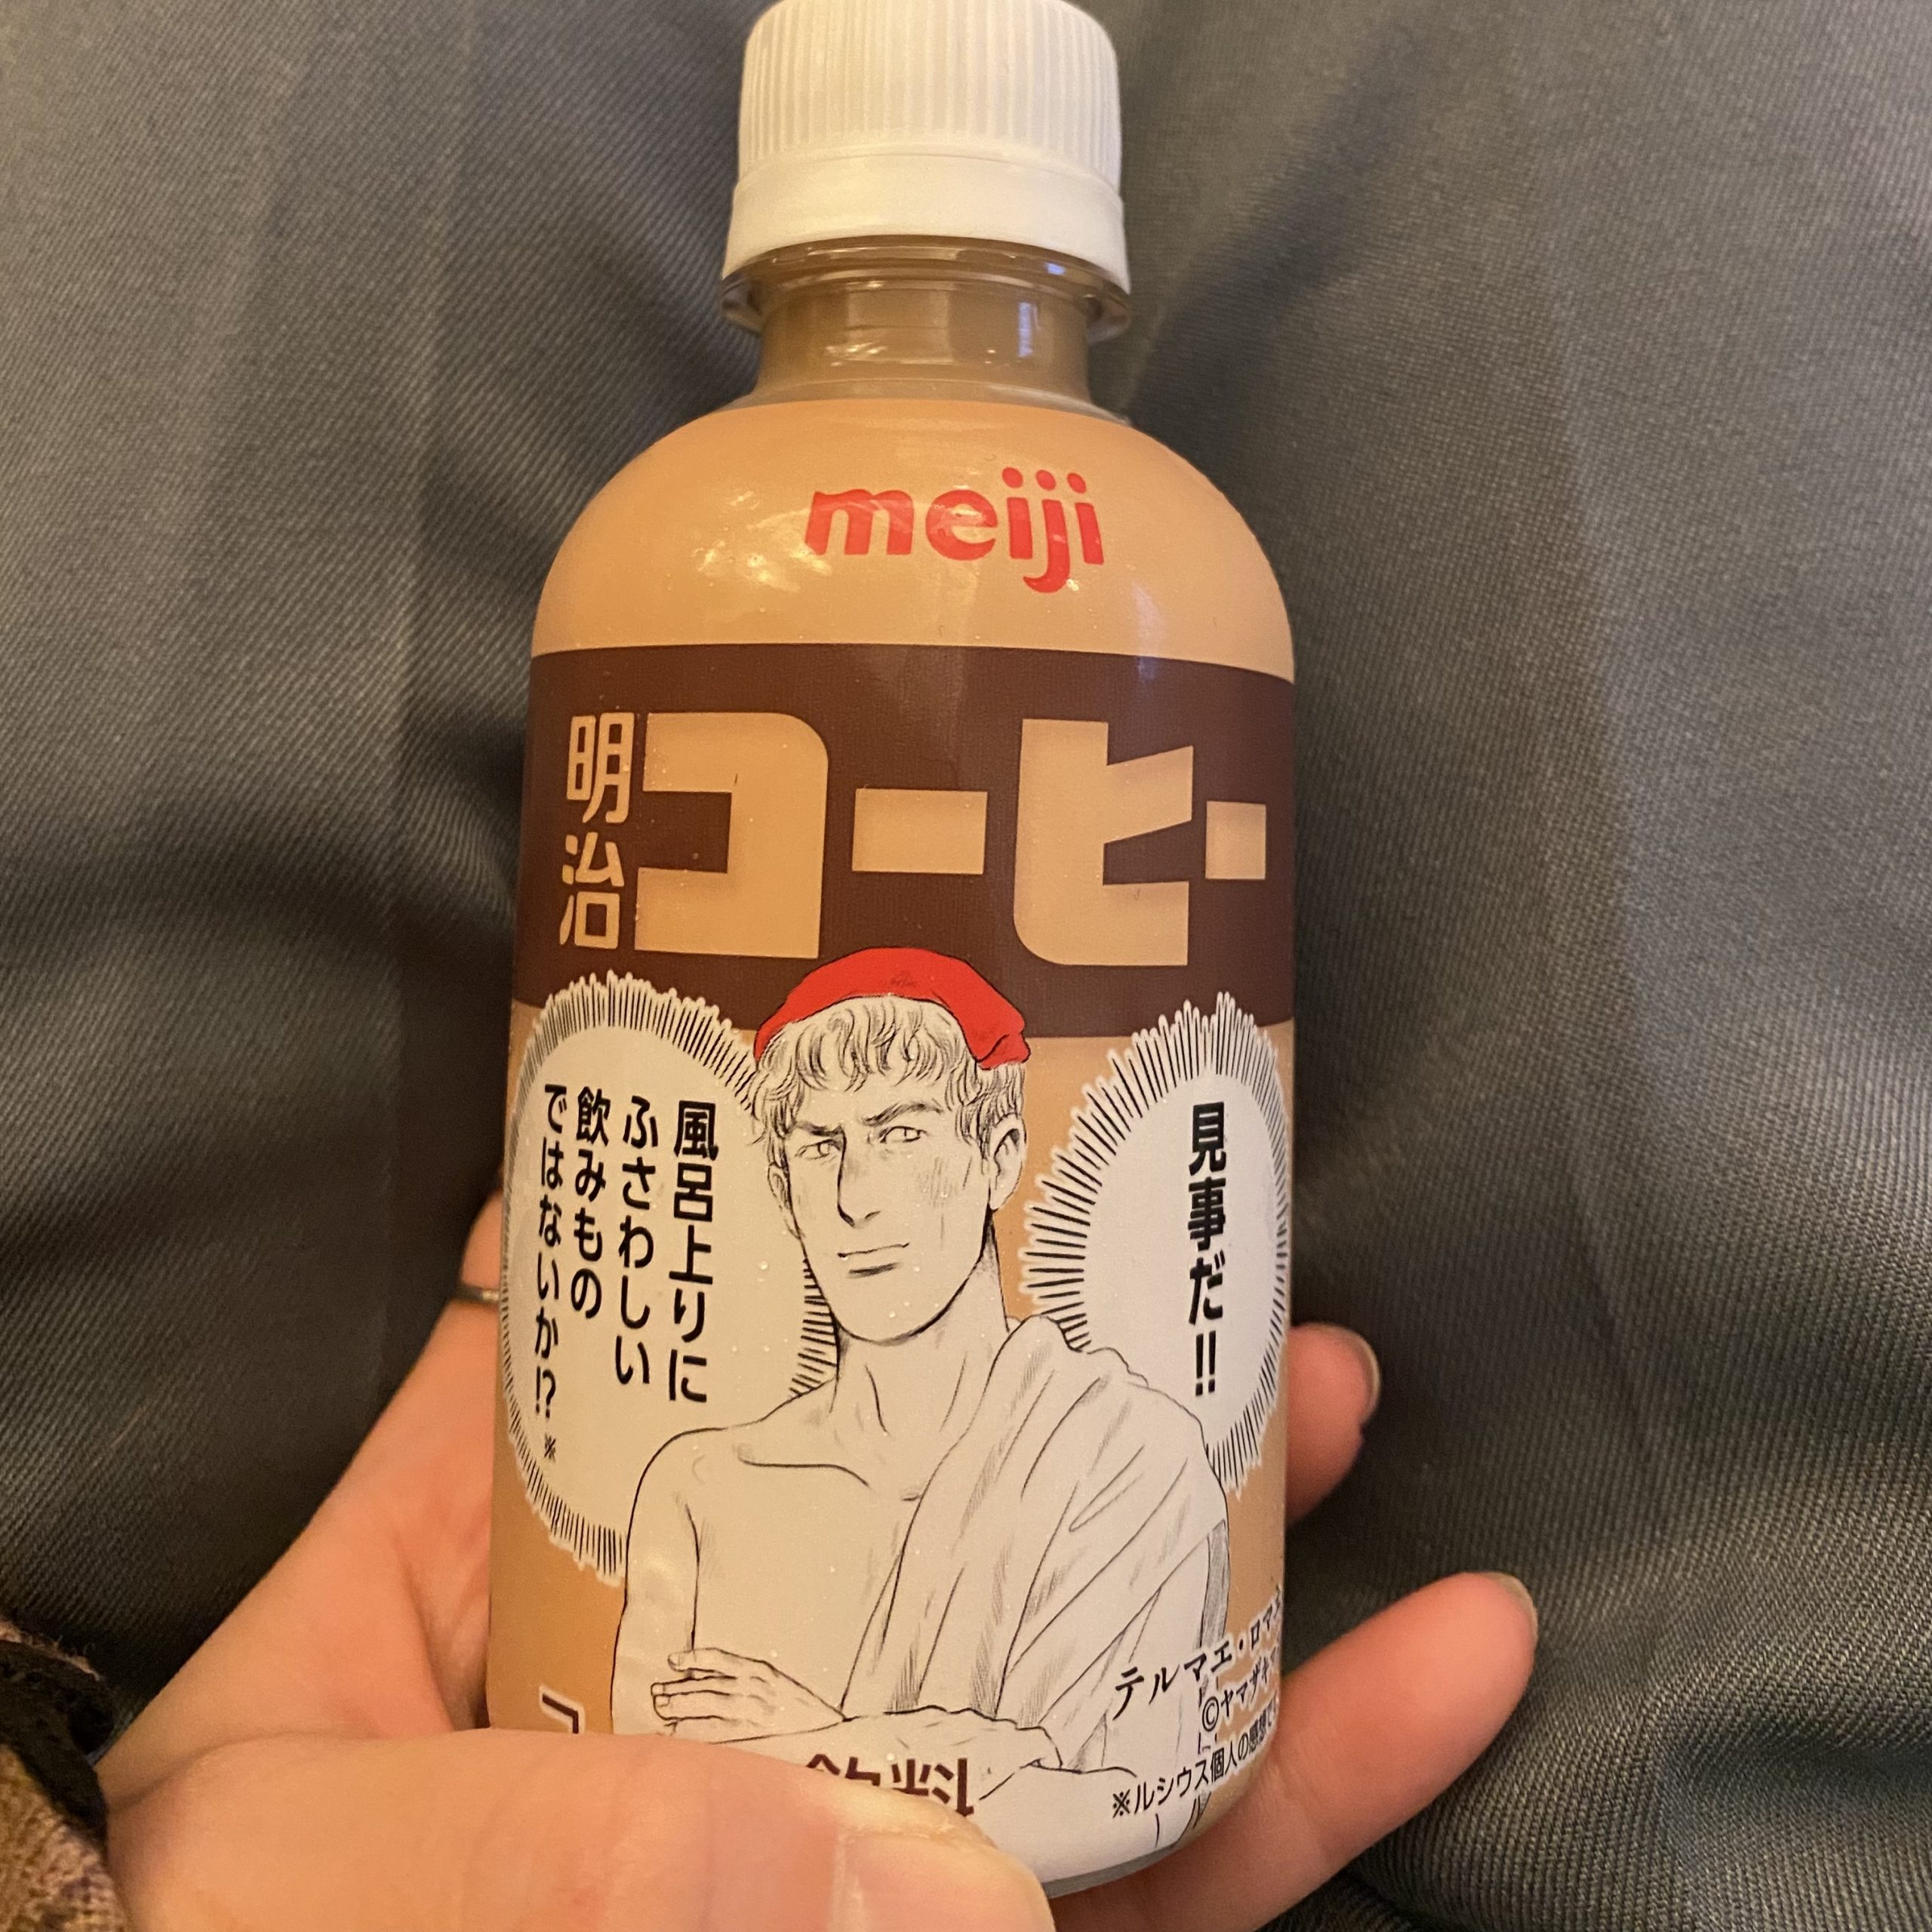 meiji
明治
コーヒー
見事だ!!
風呂上りに
ふさわしい
飲みもの
ではないか!?※
テルマエ・ロマエ
©ヤマザキマ
※ルシウス個人の感想で
飲料